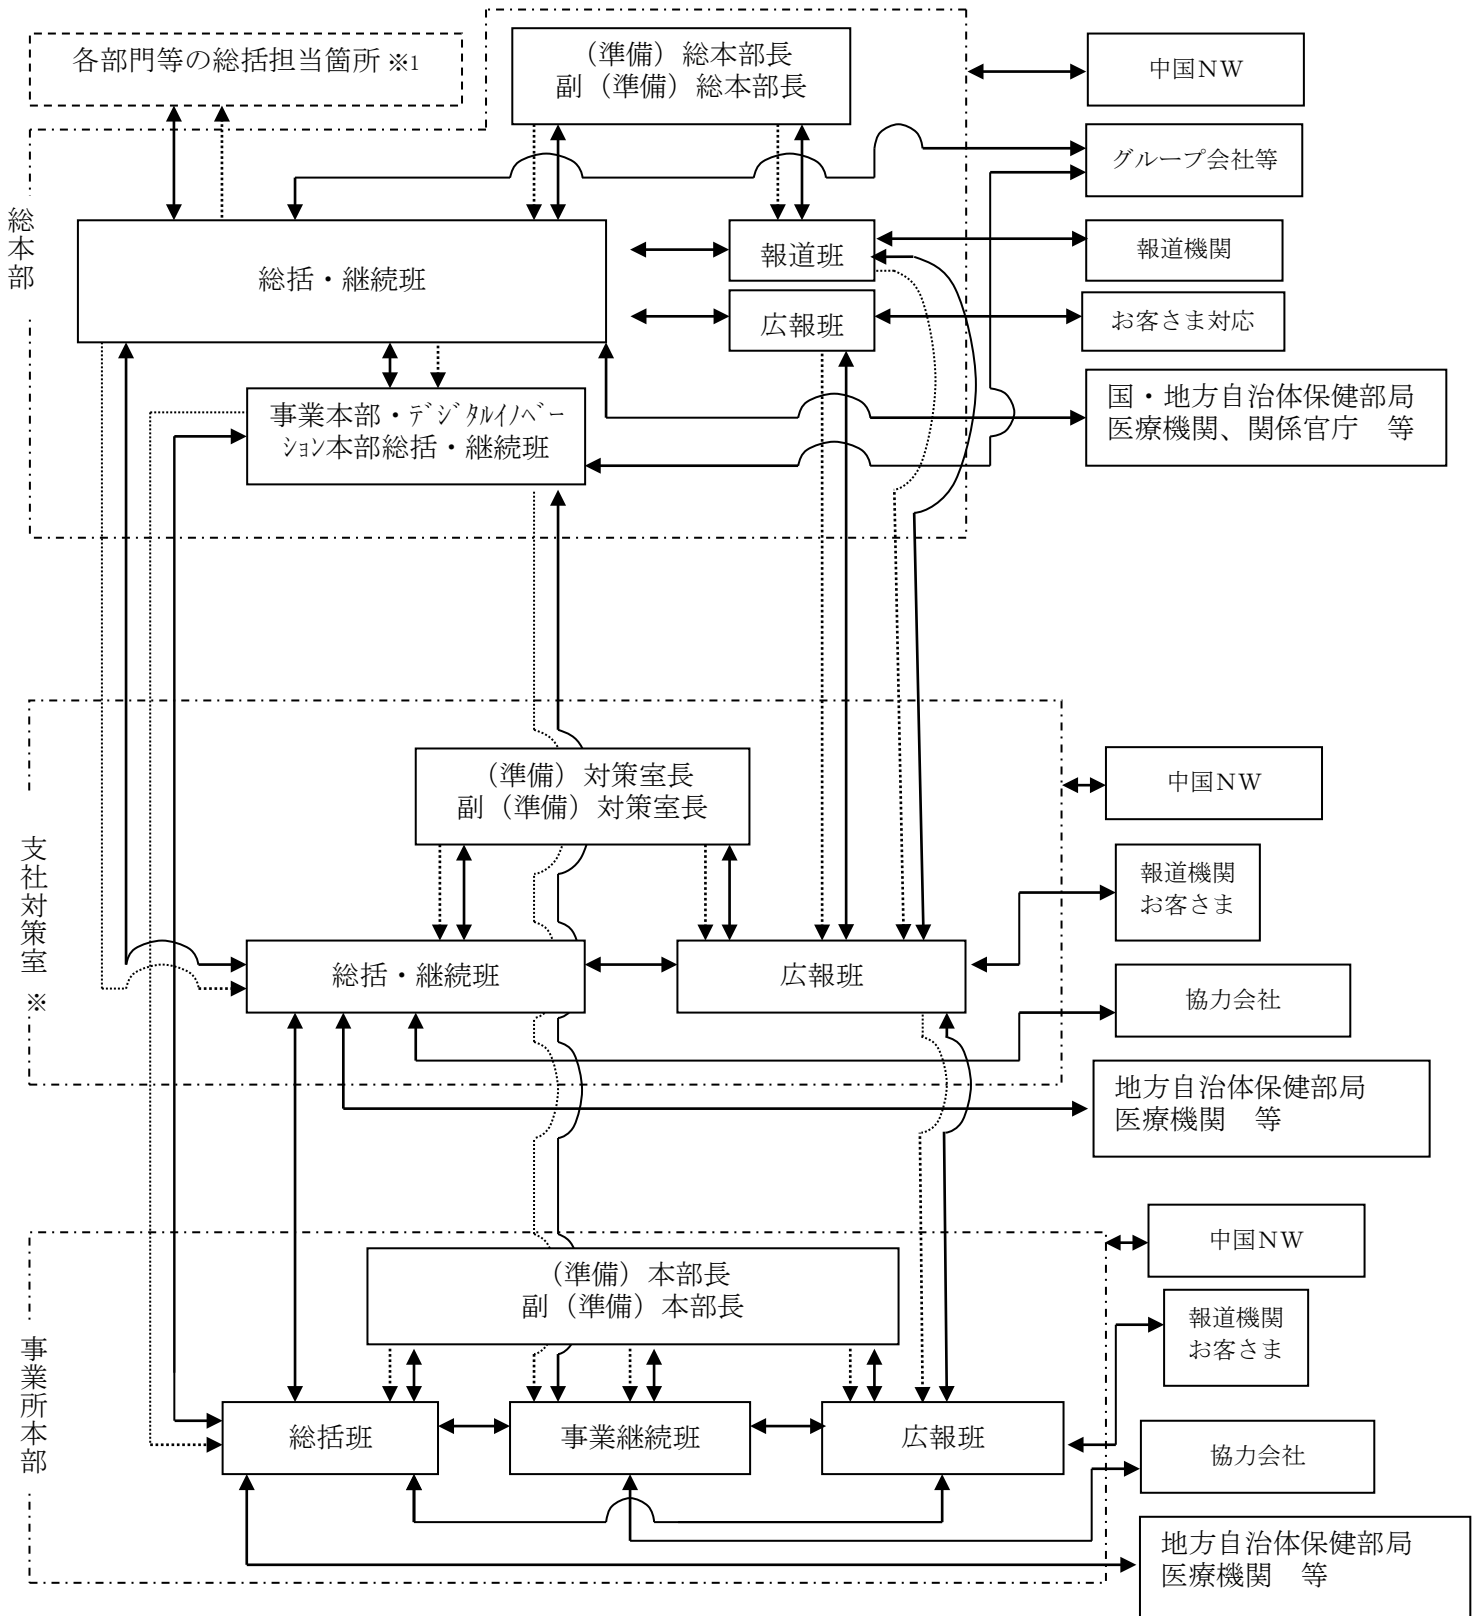 各部門等の総括担当箇所 ※1
（準備）総本部長
副（準備）総本部長
中国NW
グループ会社等
総本部
総括・継続班
報道班
報道機関
広報班
お客さま対応
事業本部・ﾃﾞｼﾞﾀﾙｲﾉﾍﾞｰ
ｼｮﾝ本部総括・継続班
国・地方自治体保健部局
医療機関、関係官庁　等
支社対策室 ※
（準備）対策室長
副（準備）対策室長
中国NW
報道機関
お客さま
総括・継続班
広報班
協力会社
地方自治体保健部局
医療機関　等
事業所本部
（準備）本部長
副（準備）本部長
中国NW
報道機関
お客さま
総括班
事業継続班
広報班
協力会社
地方自治体保健部局
医療機関　等